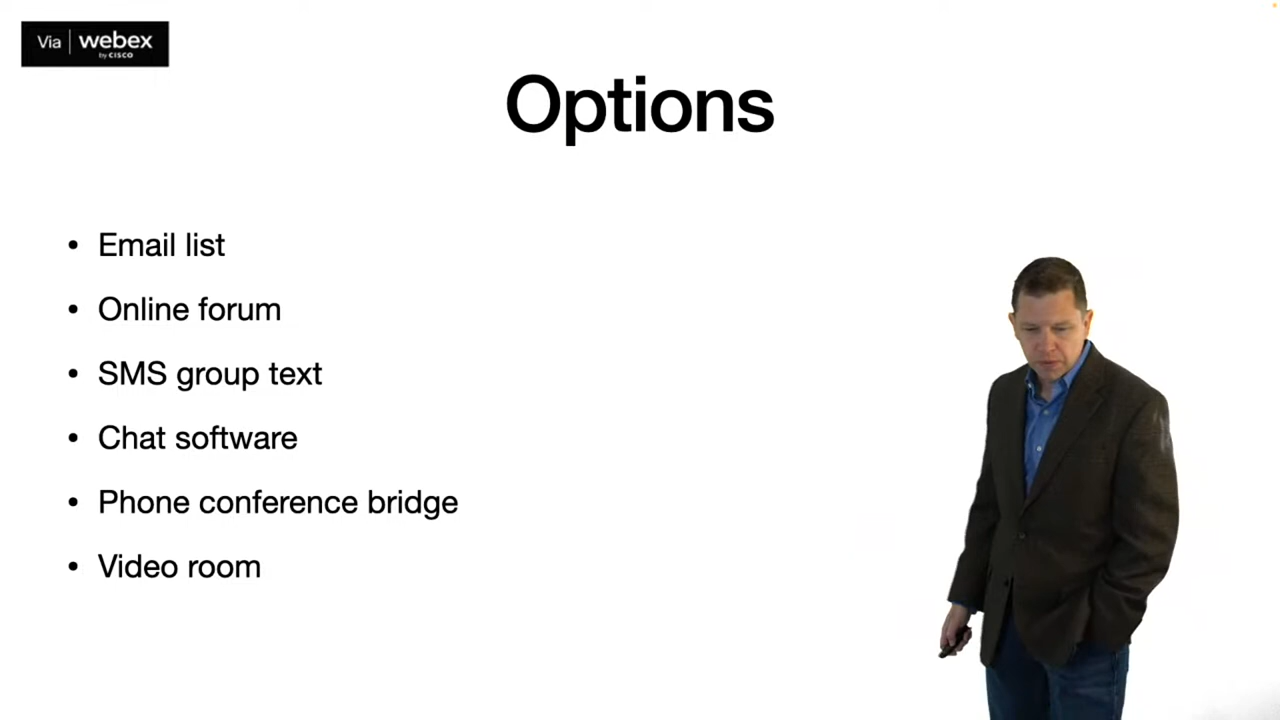 Via | webex
by CISCO
Options
• Email list
• Online forum
• SMS group text
• Chat software
• Phone conference bridge
• Video room